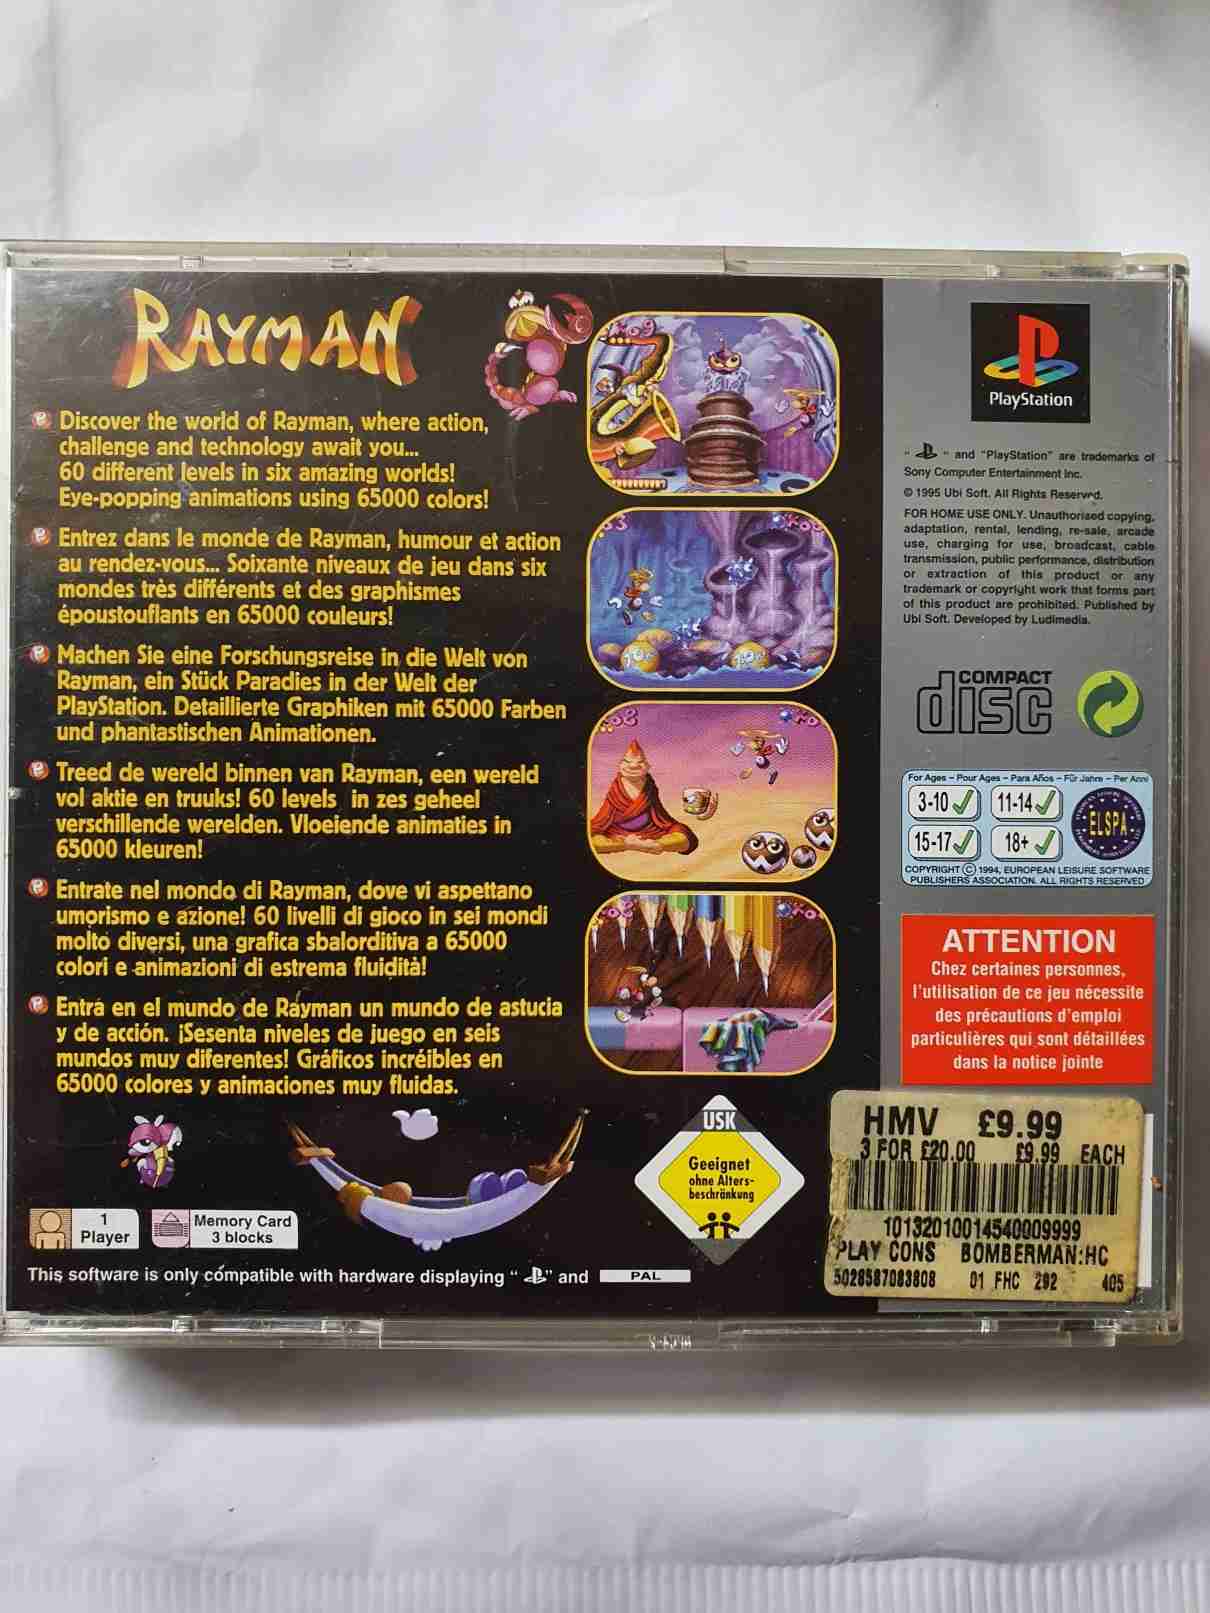 RAYMAN
Discover the world of Rayman, where action,
challenge and technology await you...
60 different levels in six amazing worlds!
Eye-popping animations using 65000 colors!
Entrez dans le monde de Rayman, humour et action
au rendez-vous... Soixante niveaux de jeu dans six
mondes très différents et des graphismes
époustouflants en 65000 couleurs!
Machen Sie eine Forschungsreise in die Welt von
Rayman, ein Stück Paradies in der Welt der
PlayStation. Detaillierte Graphiken mit 65000 Farben
und phantastischen Animationen.
Treed de wereld binnen van Rayman, een wereld
vol aktie en truuks! 60 levels in zes geheel
verschillende werelden. Vloeiende animaties in
65000 kleuren!
Entrate nel mondo di Rayman, dove vi aspettano
umorismo e azione! 60 livelli di gioco in sei mondi
molto diversi, una grafica sbalorditiva a 65000
colori e animazioni di estrema fluidità!
Entrá en el mundo de Rayman un mundo de astucia
y de acción. ¡Sesenta niveles de juego en seis
mundos muy diferentes! Gráficos incréibles en
65000 colores y animaciones muy fluidas.
1
Player
Memory Card
3 blocks
This software is only compatible with hardware displaying " " and PAL
USK
Geeignet
ohne Alters-
beschränkung
PlayStation
" " and "PlayStation" are trademarks of
Sony Computer Entertainment Inc.
© 1995 Ubi Soft. All Rights Reserved.
FOR HOME USE ONLY. Unauthorised copying,
adaptation, rental, lending, re-sale, arcade
use, charging for use, broadcast, cable
transmission, public performance, distribution
or extraction of this product or any
trademark or copyright work that forms part
of this product are prohibited. Published by
Ubi Soft. Developed by Ludimedia.
COMPACT
disc
For Ages - Pour Ages - Para Años - Für Jahre - Per Anni
3-10 11-14
15-17 18+
ELSPA
COPYRIGHT © 1994, EUROPEAN LEISURE SOFTWARE
PUBLISHERS ASSOCIATION. ALL RIGHTS RESERVED
ATTENTION
Chez certaines personnes,
l'utilisation de ce jeu nécessite
des précautions d'emploi
particulières qui sont détaillées
dans la notice jointe
HMV £9.99
3 FOR £20.00 £9.99 EACH
10132010014540009999
PLAY CONS BOMBERMAN:HC
5028587083808 01 FHC 292 405